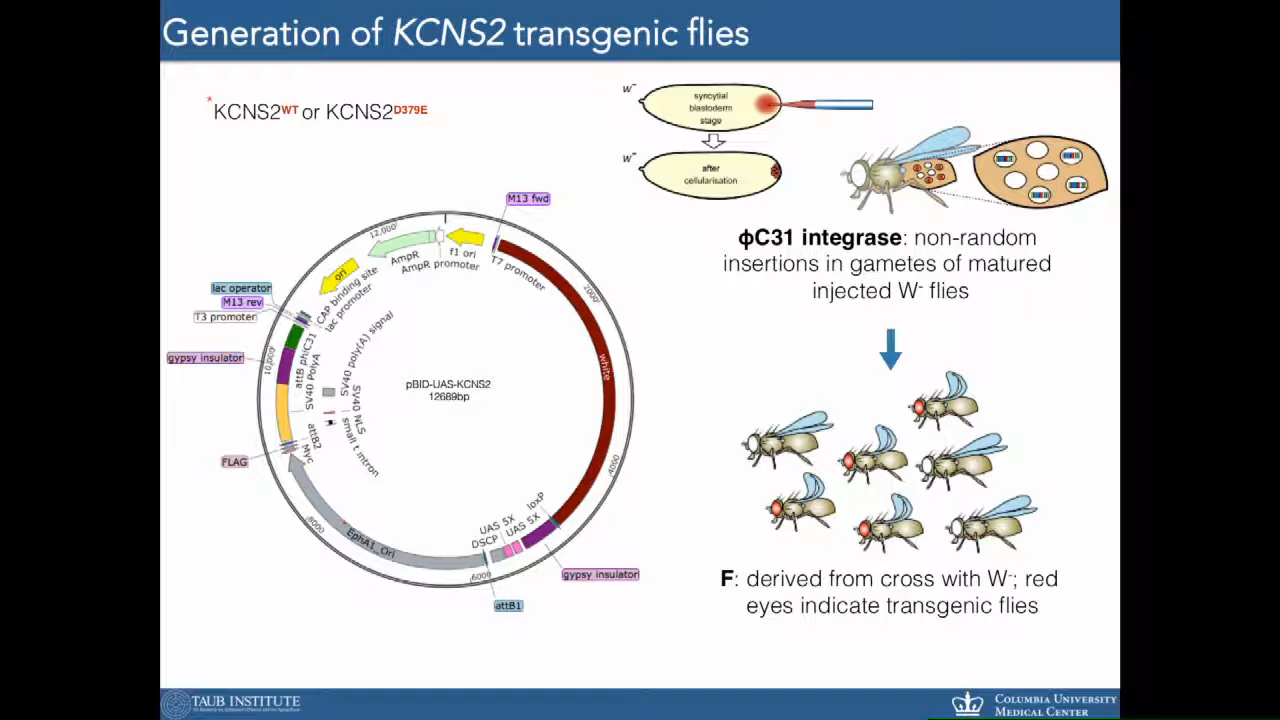 Generation of KCNS2 transgenic flies
*KCNS2WT or KCNS2D379E
W-
syncytial
blastoderm
stage
W-
after
cellularisation
ϕC31 integrase: non-random
insertions in gametes of matured
injected W- flies
F: derived from cross with W-; red
eyes indicate transgenic flies
M13 fwd
12,000
f1 ori
AmpR
AmpR promoter
T7 promoter
ori
CAP binding site
lac promoter
2000
lac operator
M13 rev
T3 promoter
gypsy insulator
10,000
attB phiC31
SV40 PolyA
SV40 poly(A) signal
SV40 NLS
small t intron
white
pBID-UAS-KCNS2
12689bp
attB2
Myc
FLAG
4000
8000
EphA1_Ori
loxP
UAS 5X
UAS 5X
DSCP
6000
gypsy insulator
attB1
TAUB INSTITUTE
COLUMBIA UNIVERSITY
MEDICAL CENTER